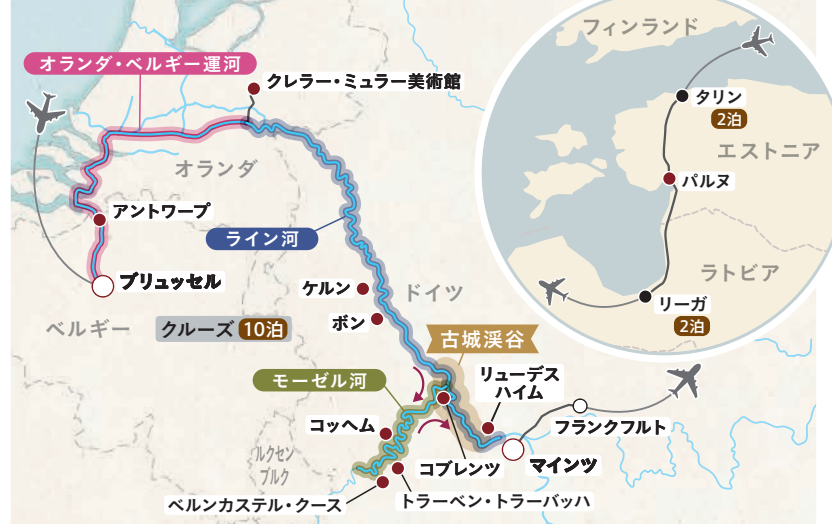 フィンランド
タリン
2泊
エストニア
パルヌ
ラトビア
リーガ
2泊
オランダ・ベルギー運河
クレラー・ミュラー美術館
オランダ
アントワープ
ライン河
ブリュッセル
ケルン
ドイツ
ボン
ベルギー
クルーズ 10泊
古城渓谷
モーゼル河
リューデス
ハイム
コッヘム
フランクフルト
ルクセン
ブルク
コブレンツ
マインツ
トラーベン・トラーバッハ
ベルンカステル・クース